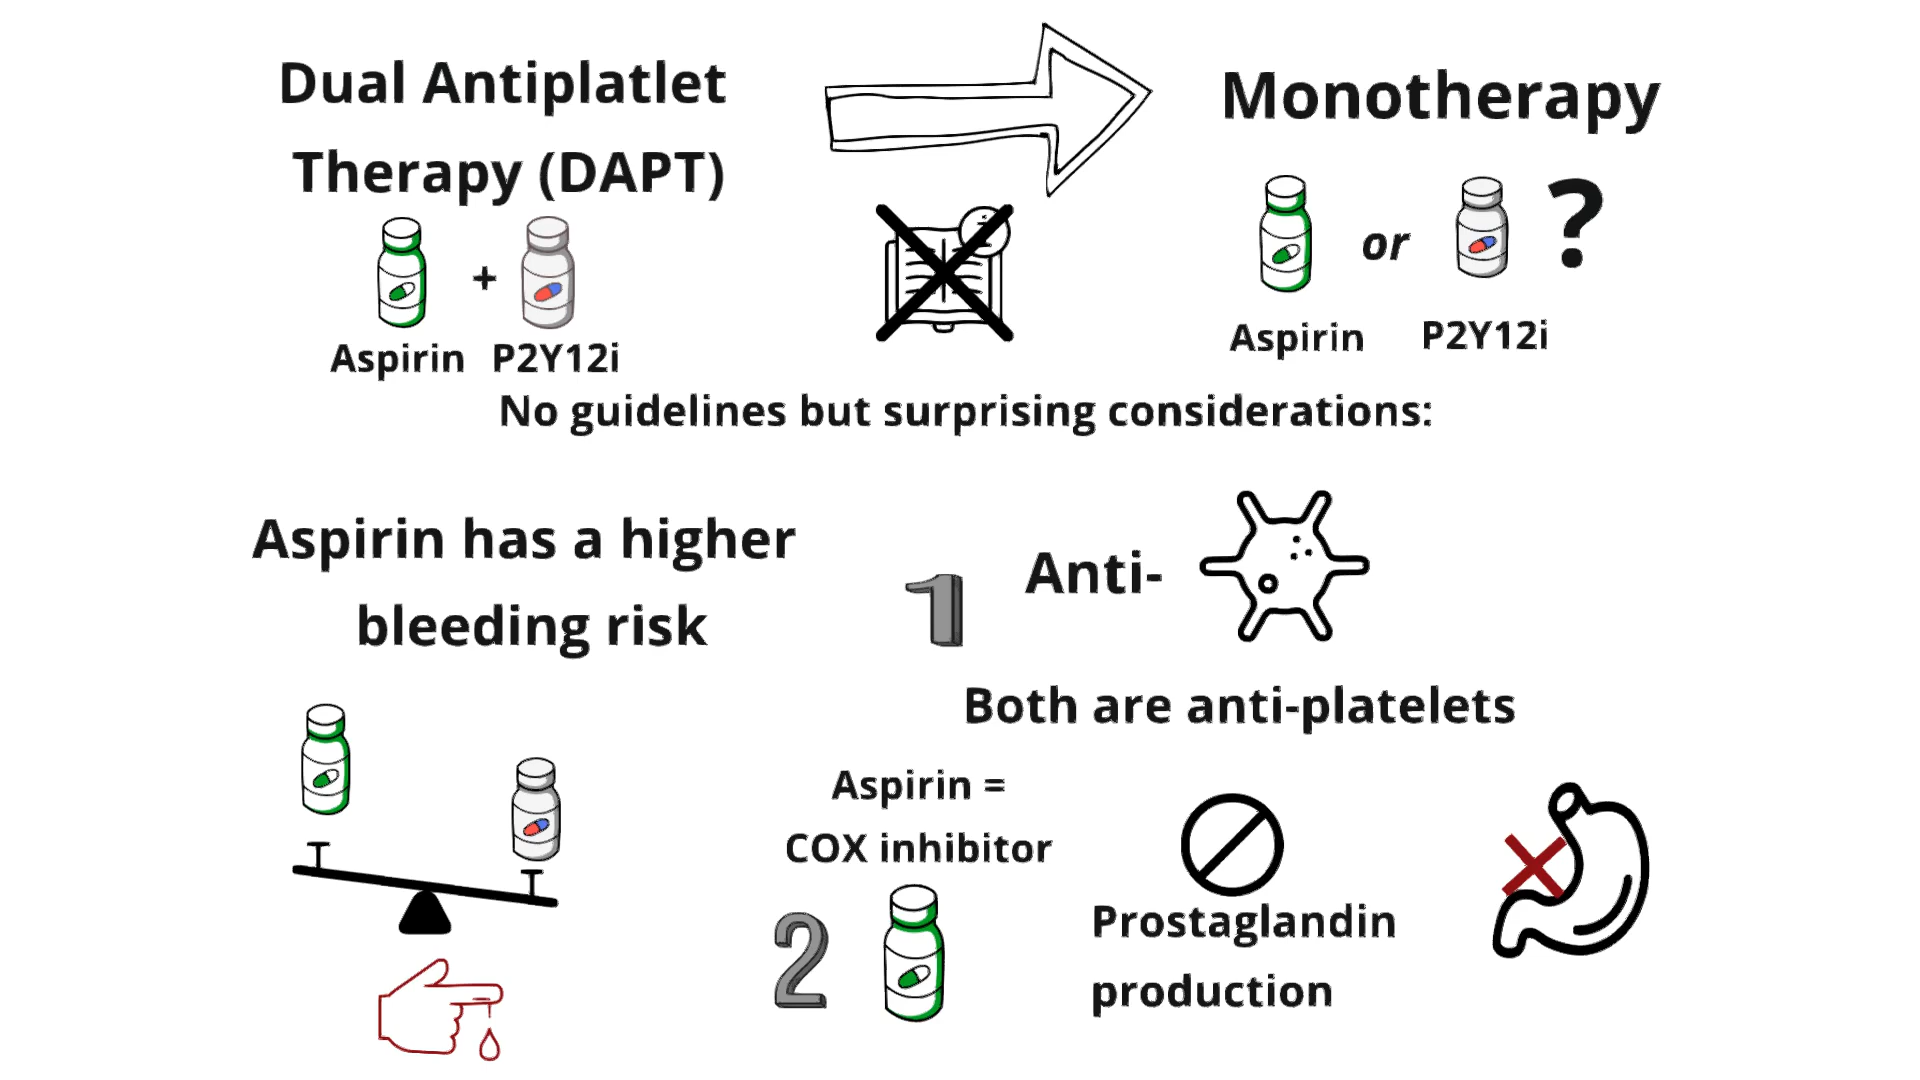 Dual Antiplatlet
Therapy (DAPT)
Monotherapy
+
or
?
Aspirin
P2Y12i
Aspirin
P2Y12i
No guidelines but surprising considerations:
Aspirin has a higher
bleeding risk
1
Anti-
Both are anti-platelets
Aspirin =
COX inhibitor
2
Prostaglandin
production